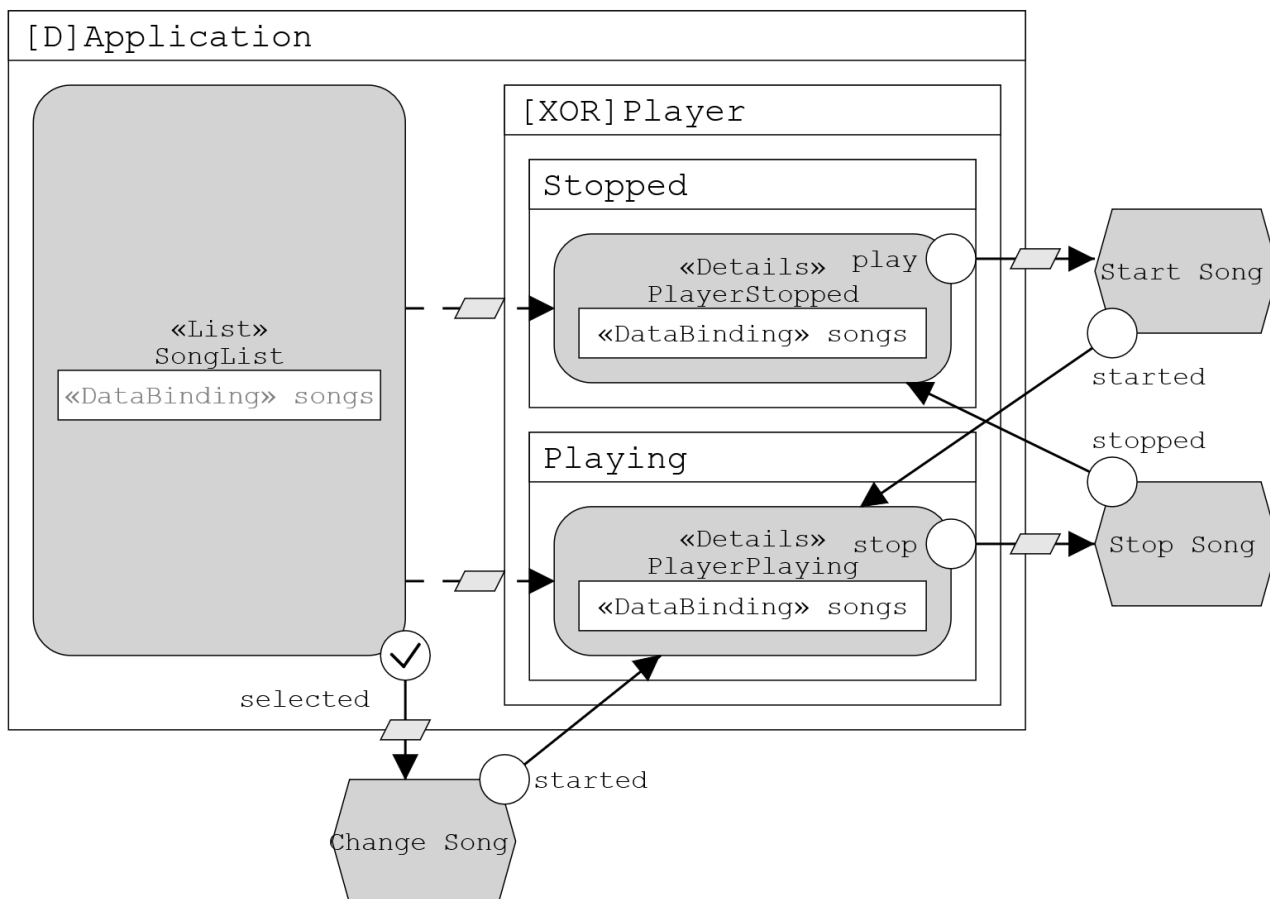 [D]Application
[XOR]Player
Stopped
«Details»
PlayerStopped
play
«DataBinding» songs
Start Song
started
«List»
SongList
«DataBinding» songs
stopped
Playing
«Details»
PlayerPlaying
stop
«DataBinding» songs
Stop Song
selected
started
Change Song